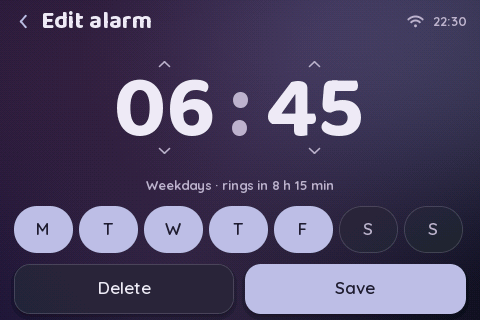 Edit alarm
22:30
06:45
Weekdays · rings in 8 h 15 min
M T W T F S S
Delete
Save